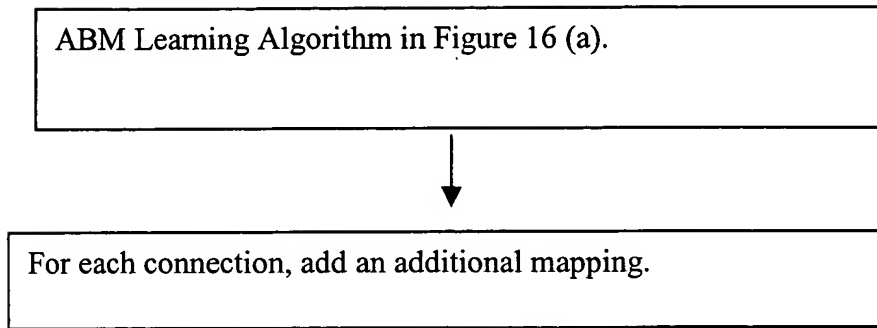 ABM Learning Algorithm in Figure 16 (a).
For each connection, add an additional mapping.